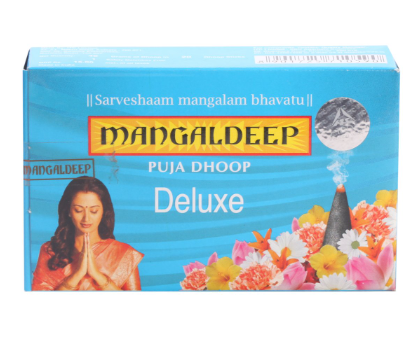 ||Sarveshaam mangalam bhavatu||
MANGALDEEP
PUJA DHOOP
Deluxe
MANGALDEEP